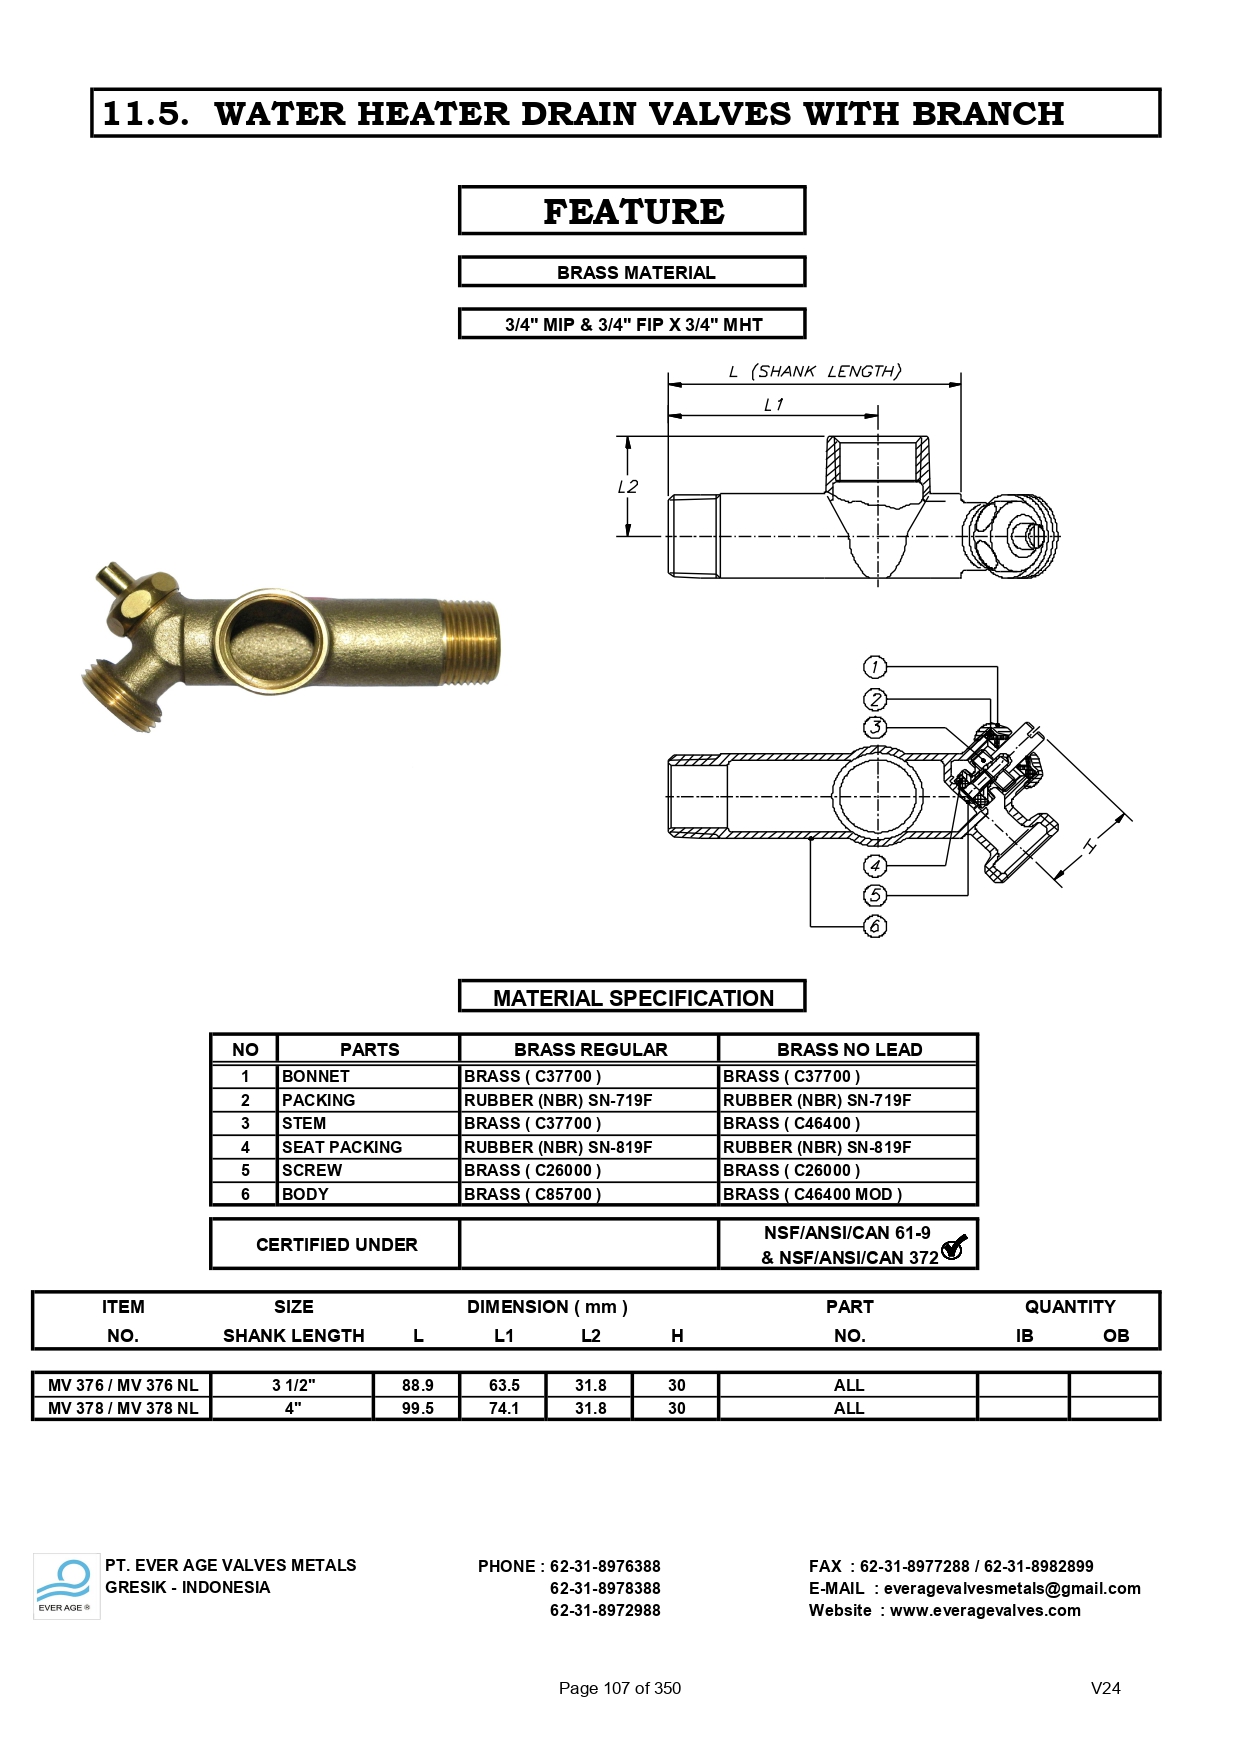 11.5. WATER HEATER DRAIN VALVES WITH BRANCH
FEATURE
BRASS MATERIAL
3/4" MIP & 3/4" FIP X 3/4" MHT
L (SHANK LENGTH)
L1
L2
1
2
3
H
4
5
6
MATERIAL SPECIFICATION
NO PARTS BRASS REGULAR BRASS NO LEAD
1 BONNET BRASS ( C37700 ) BRASS ( C37700 )
2 PACKING RUBBER (NBR) SN-719F RUBBER (NBR) SN-719F
3 STEM BRASS ( C37700 ) BRASS ( C46400 )
4 SEAT PACKING RUBBER (NBR) SN-819F RUBBER (NBR) SN-819F
5 SCREW BRASS ( C26000 ) BRASS ( C26000 )
6 BODY BRASS ( C85700 ) BRASS ( C46400 MOD )
CERTIFIED UNDER NSF/ANSI/CAN 61-9
& NSF/ANSI/CAN 372
ITEM SIZE DIMENSION ( mm ) PART QUANTITY
NO. SHANK LENGTH L L1 L2 H NO. IB OB
MV 376 / MV 376 NL 3 1/2" 88.9 63.5 31.8 30 ALL
MV 378 / MV 378 NL 4" 99.5 74.1 31.8 30 ALL
EVER AGE ®
PT. EVER AGE VALVES METALS PHONE : 62-31-8976388 FAX : 62-31-8977288 / 62-31-8982899
GRESIK - INDONESIA 62-31-8978388 E-MAIL : everagevalvesmetals@gmail.com
62-31-8972988 Website : www.everagevalves.com
Page 107 of 350 V24